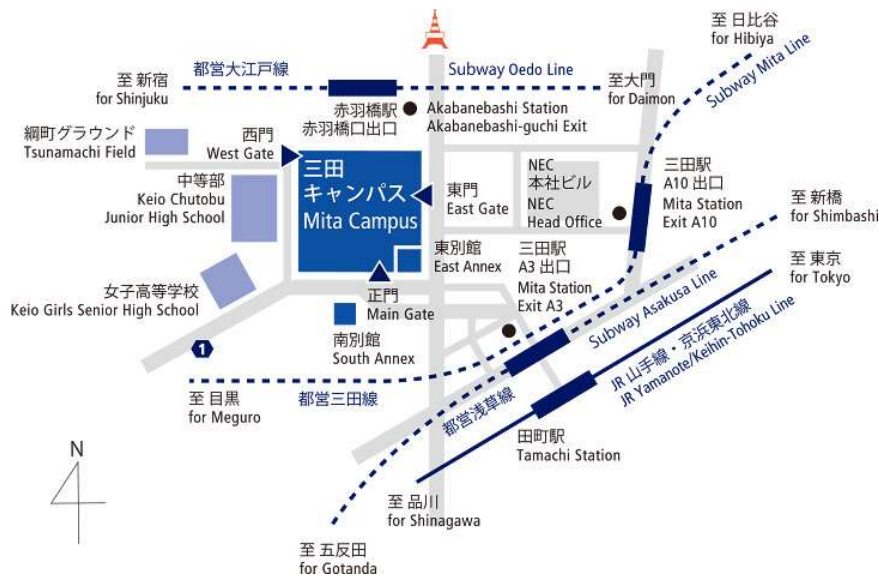 至 日比谷
for Hibiya
Subway Mita Line
都営大江戸線
Subway Oedo Line
至 新宿
for Shinjuku
至大門
for Daimon
赤羽橋駅
赤羽橋口出口
Akabanebashi Station
Akabanebashi-guchi Exit
綱町グラウンド
Tsunamachi Field
西門
West Gate
三田
キャンパス
Mita Campus
中等部
Keio Chutobu
Junior High School
東門
East Gate
NEC
本社ビル
NEC
Head Office
三田駅
A10 出口
Mita Station
Exit A10
至 新橋
for Shimbashi
東別館
East Annex
三田駅
A3 出口
Mita Station
Exit A3
至 東京
for Tokyo
女子高等学校
Keio Girls Senior High School
正門
Main Gate
南別館
South Annex
Subway Asakusa Line
JR 山手線・京浜東北線
JR Yamanote/Keihin-Tohoku Line
1
至 目黒
for Meguro
都営三田線
都営浅草線
田町駅
Tamachi Station
N
至 品川
for Shinagawa
至 五反田
for Gotanda